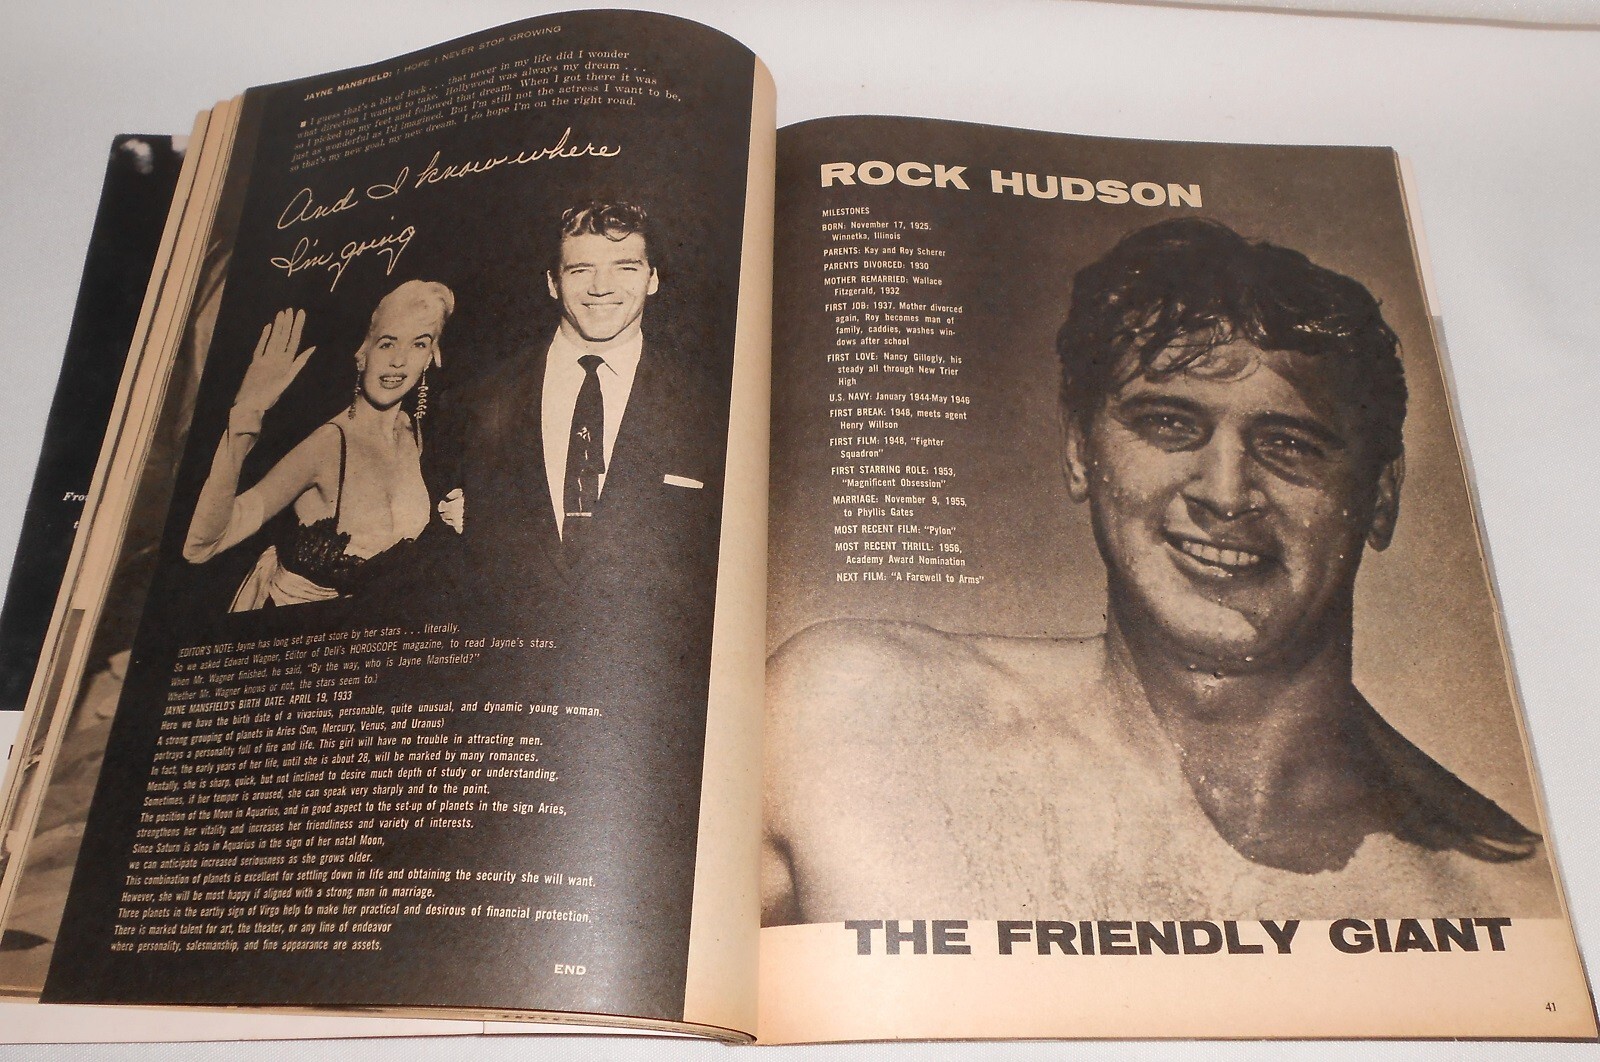 JAYNE MANSFIELD: I HOPE I NEVER STOP GROWING
■ I guess that's a bit of luck . . . that never in my life did I wonder
what direction I wanted to take. Hollywood was always my dream . . .
so I picked up my feet and followed that dream. When I got there it was
just as wonderful as I'd imagined. But I'm still not the actress I want to be,
so that's my new goal, my new dream. I do hope I'm on the right road.
And I know where
I'm going
(EDITOR'S NOTE: Jayne has long set great store by her stars . . . literally.
So we asked Edward Wagner, Editor of Dell's HOROSCOPE magazine, to read Jayne's stars.
When Mr. Wagner finished, he said, "By the way, who is Jayne Mansfield?"
Whether Mr. Wagner knows or not, the stars seem to.)
JAYNE MANSFIELD'S BIRTH DATE: APRIL 19, 1933
Here we have the birth date of a vivacious, personable, quite unusual, and dynamic young woman.
A strong grouping of planets in Aries (Sun, Mercury, Venus, and Uranus)
portrays a personality full of fire and life. This girl will have no trouble in attracting men.
In fact, the early years of her life, until she is about 28, will be marked by many romances.
Mentally, she is sharp, quick, but not inclined to desire much depth of study or understanding.
Sometimes, if her temper is aroused, she can speak very sharply and to the point.
The position of the Moon in Aquarius, and in good aspect to the set-up of planets in the sign Aries,
strengthens her vitality and increases her friendliness and variety of interests.
Since Saturn is also in Aquarius in the sign of her natal Moon,
we can anticipate increased seriousness as she grows older.
This combination of planets is excellent for settling down in life and obtaining the security she will want.
However, she will be most happy if aligned with a strong man in marriage.
Three planets in the earthy sign of Virgo help to make her practical and desirous of financial protection.
There is marked talent for art, the theater, or any line of endeavor
where personality, salesmanship, and fine appearance are assets.
END
ROCK HUDSON
MILESTONES
BORN: November 17, 1925,
Winnetka, Illinois
PARENTS: Kay and Roy Scherer
PARENTS DIVORCED: 1930
MOTHER REMARRIED: Wallace
Fitzgerald, 1932
FIRST JOB: 1937. Mother divorced
again, Roy becomes man of
family, caddies, washes win-
dows after school
FIRST LOVE: Nancy Gillogly, his
steady all through New Trier
High
U.S. NAVY: January 1944-May 1946
FIRST BREAK: 1948, meets agent
Henry Willson
FIRST FILM: 1948, "Fighter
Squadron"
FIRST STARRING ROLE: 1953,
"Magnificent Obsession"
MARRIAGE: November 9, 1955,
to Phyllis Gates
MOST RECENT FILM: "Pylon"
MOST RECENT THRILL: 1956,
Academy Award Nomination
NEXT FILM: "A Farewell to Arms"
THE FRIENDLY GIANT
41